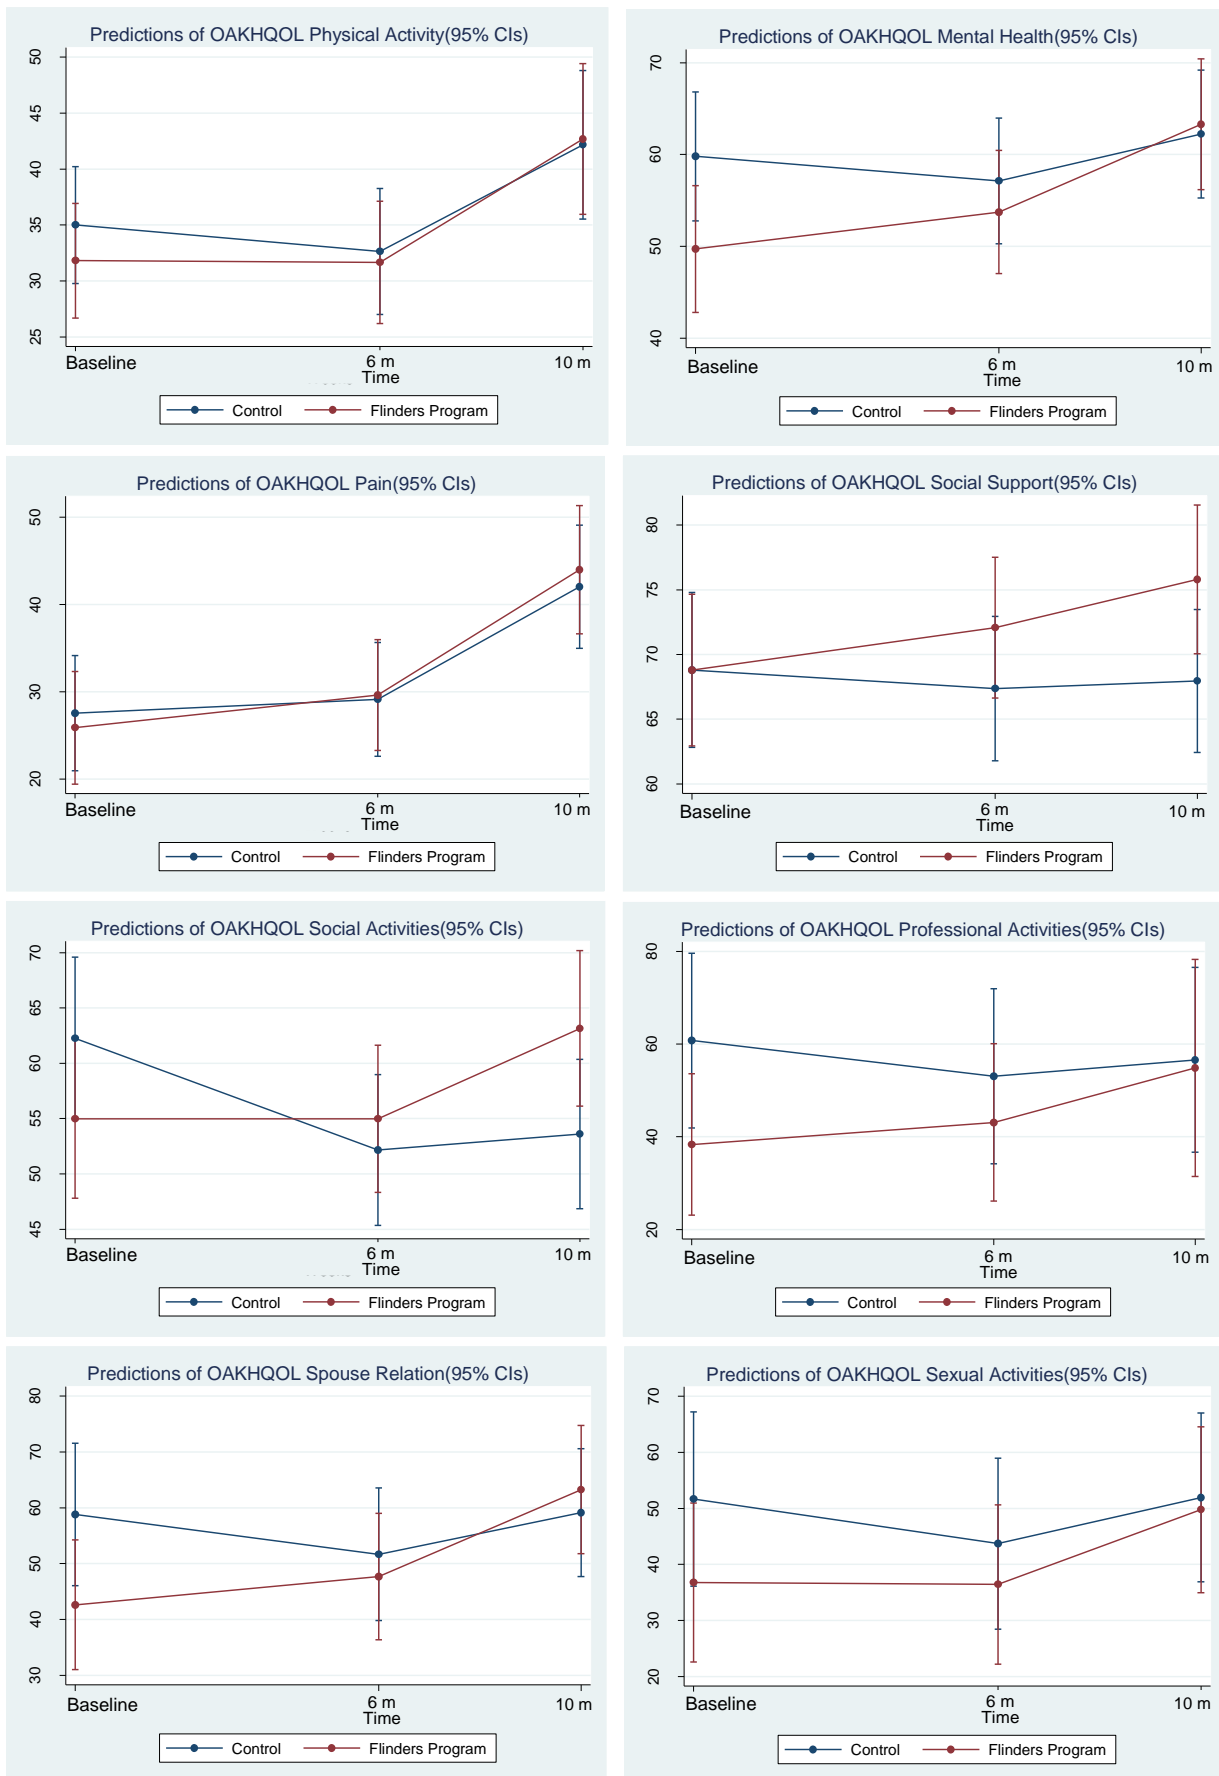 Predictions of OAKHQOL Physical Activity(95% CIs)
50
45
40
35
30
25
Baseline
6 m
10 m
Time
Control
Flinders Program
Predictions of OAKHQOL Mental Health(95% CIs)
70
60
50
40
Baseline
6 m
10 m
Time
Control
Flinders Program
Predictions of OAKHQOL Pain(95% CIs)
50
40
30
20
Baseline
6 m
10 m
Time
Control
Flinders Program
Predictions of OAKHQOL Social Support(95% CIs)
80
75
70
65
60
Baseline
6 m
10 m
Time
Control
Flinders Program
Predictions of OAKHQOL Social Activities(95% CIs)
70
65
60
55
50
45
Baseline
6 m
10 m
Time
Control
Flinders Program
Predictions of OAKHQOL Professional Activities(95% CIs)
80
60
40
20
Baseline
6 m
10 m
Time
Control
Flinders Program
Predictions of OAKHQOL Spouse Relation(95% CIs)
80
70
60
50
40
30
Baseline
6 m
10 m
Time
Control
Flinders Program
Predictions of OAKHQOL Sexual Activities(95% CIs)
70
60
50
40
30
20
Baseline
6 m
10 m
Time
Control
Flinders Program